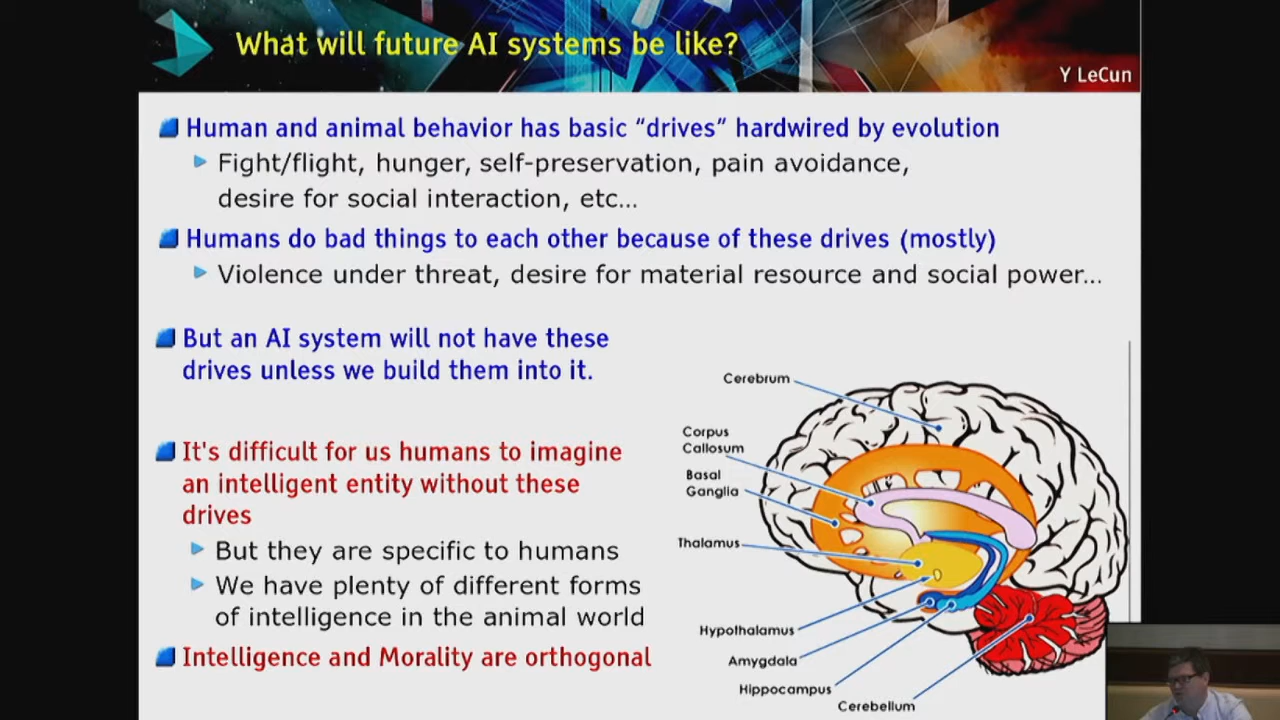 What will future AI systems be like?
Y LeCun
Human and animal behavior has basic “drives” hardwired by evolution
Fight/flight, hunger, self-preservation, pain avoidance,
desire for social interaction, etc...
Humans do bad things to each other because of these drives (mostly)
Violence under threat, desire for material resource and social power...
But an AI system will not have these
drives unless we build them into it.
It's difficult for us humans to imagine
an intelligent entity without these
drives
But they are specific to humans
We have plenty of different forms
of intelligence in the animal world
Intelligence and Morality are orthogonal
Cerebrum
Corpus
Callosum
Basal
Ganglia
Thalamus
Hypothalamus
Amygdala
Hippocampus
Cerebellum